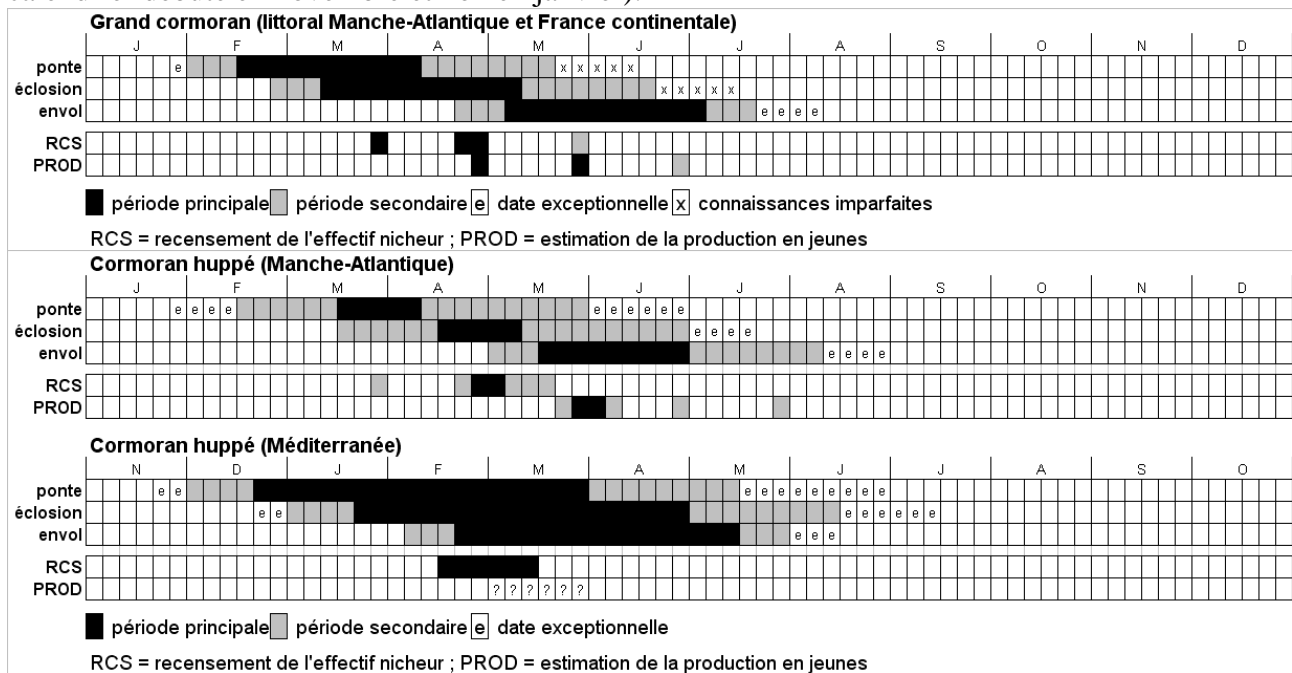 Grand cormoran (littoral Manche-Atlantique et France continentale)
J F M A M J J A S O N D
ponte e x x x x x
éclosion x x x x x
envol e e e e
RCS
PROD
période principale période secondaire e date exceptionnelle x connaissances imparfaites
RCS = recensement de l'effectif nicheur ; PROD = estimation de la production en jeunes
Cormoran huppé (Manche-Atlantique)
J F M A M J J A S O N D
ponte e e e e e e e e e e
éclosion e e e e
envol e e e e
RCS
PROD
Cormoran huppé (Méditerranée)
N D J F M A M J J A S O
ponte e e e e e e e e e e e
éclosion e e e e e e e e
envol e e e
RCS
PROD ? ? ? ? ? ?
période principale période secondaire e date exceptionnelle
RCS = recensement de l'effectif nicheur ; PROD = estimation de la production en jeunes